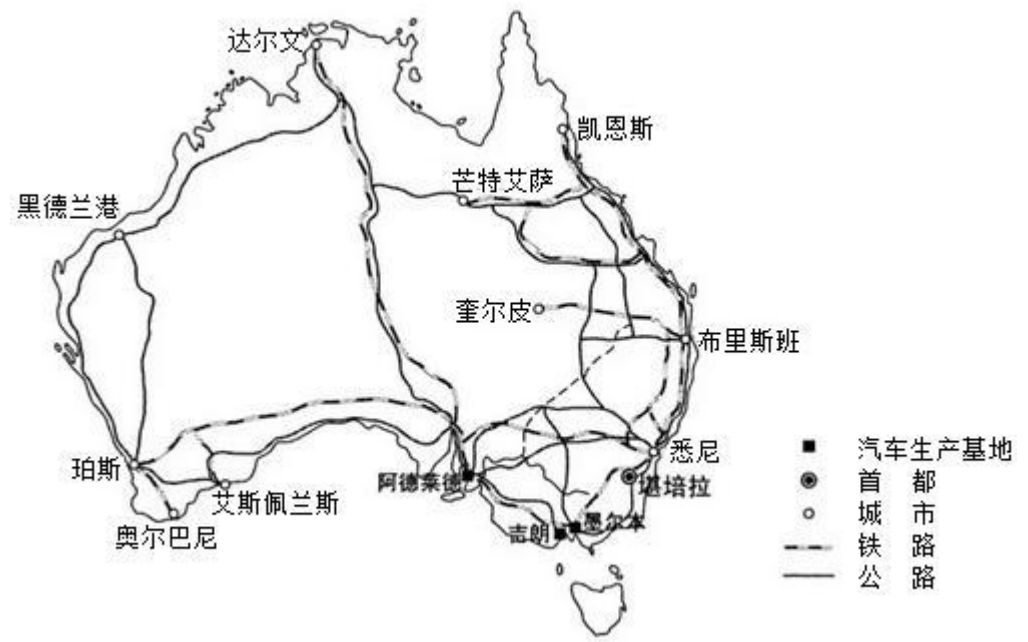 达尔文
凯恩斯
芒特艾萨
黑德兰港
奎尔皮
布里斯班
悉尼
珀斯
阿德莱德
堪培拉
艾斯佩兰斯
奥尔巴尼
吉朗
墨尔本
汽车生产基地
首 都
城 市
铁 路
公 路